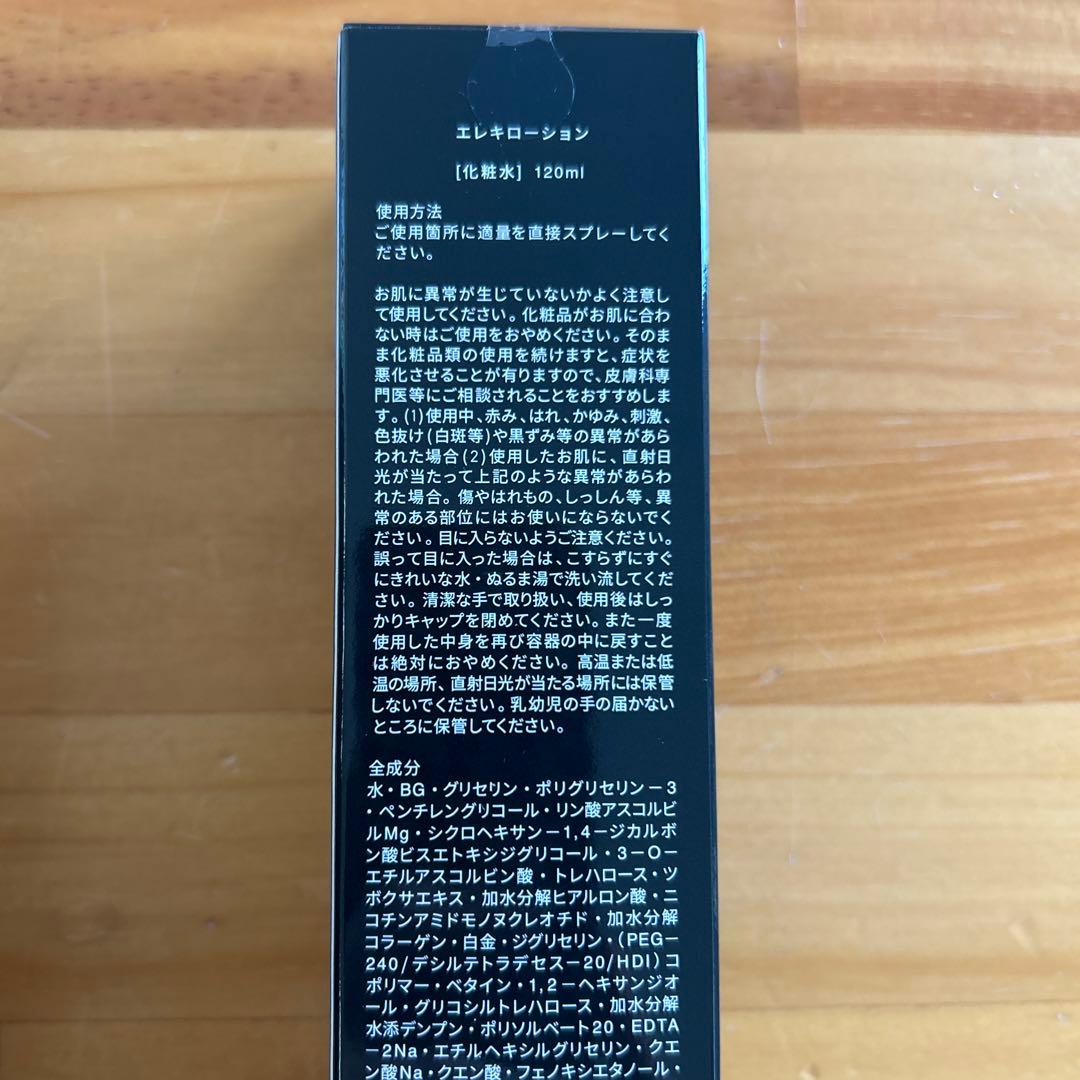 エレキローション
[化粧水] 120ml
使用方法
ご使用箇所に適量を直接スプレーしてく
ださい。
お肌に異常が生じていないかよく注意し
て使用してください。化粧品がお肌に合わ
ない時はご使用をおやめください。そのま
ま化粧品類の使用を続けますと、症状を
悪化させることが有りますので、皮膚科専
門医等にご相談されることをおすすめしま
す。(1)使用中、赤み、はれ、かゆみ、刺激、
色抜け(白斑等)や黒ずみ等の異常があら
われた場合(2)使用したお肌に、直射日
光が当たって上記のような異常があらわ
れた場合。傷やはれもの、しっしん等、異
常のある部位にはお使いにならないでく
ださい。目に入らないようご注意ください。
誤って目に入った場合は、こすらずにすぐ
にきれいな水・ぬるま湯で洗い流してくだ
さい。清潔な手で取り扱い、使用後はしっ
かりキャップを閉めてください。また一度
使用した中身を再び容器の中に戻すこと
は絶対におやめください。高温または低
温の場所、直射日光が当たる場所には保管
しないでください。乳幼児の手の届かない
ところに保管してください。
全成分
水・BG・グリセリン・ポリグリセリン－3
・ペンチレングリコール・リン酸アスコルビ
ルMg・シクロヘキサン－1,4－ジカルボ
ン酸ビスエトキシジグリコール・3－O－
エチルアスコルビン酸・トレハロース・ツ
ボクサエキス・加水分解ヒアルロン酸・ニ
コチンアミドモノヌクレオチド・加水分解
コラーゲン・白金・ジグリセリン・(PEG－
240/デシルテトラデセス－20/HDI)コ
ポリマー・ベタイン・1,2－ヘキサンジオ
ール・グリコシルトレハロース・加水分解
水添デンプン・ポリソルベート20・EDTA
－2Na・エチルヘキシルグリセリン・クエ
ン酸Na・クエン酸・フェノキシエタノール・